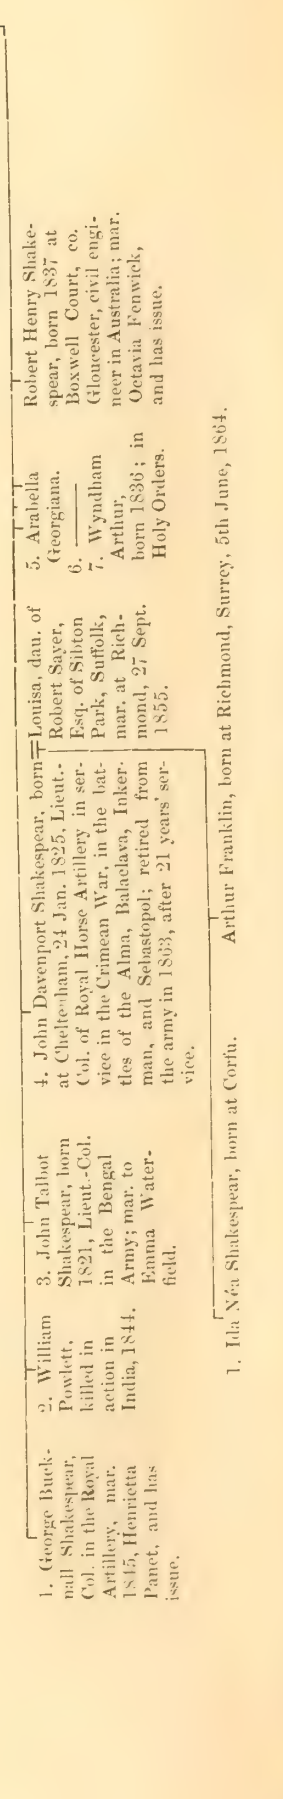 1. George Buck-
nall Shakespear,
Col. in the Royal
Artillery, mar.
1845, Henrietta
Panet, and has
issue.
2. William
Powlett,
killed in
action in
India, 1844.
3. John Talbot
Shakespear, born
1821, Lieut.-Col.
in the Bengal
Army; mar. to
Emma Water-
field.
4. John Davenport Shakespear, born
at Cheltenham, 24 Jan. 1825, Lieut.-
Col. of Royal Horse Artillery in ser-
vice in the Crimean War, in the bat-
tles of the Alma, Balaclava, Inker-
man, and Sebastopol; retired from
the army in 1863, after 21 years' ser-
vice.
Louisa, dau. of
Robert Sayer,
Esq. of Sibton
Park, Suffolk,
mar. at Rich-
mond, 27 Sept.
1855.
5. Arabella
Georgiana.
6. ———
7. Wyndham
Arthur,
born 1836; in
Holy Orders.
Robert Henry Shake-
spear, born 1837 at
Boxwell Court, co.
Gloucester, civil engi-
neer in Australia; mar.
Octavia Fenwick,
and has issue.
1. Ida Néa Shakespear, born at Corfu.
Arthur Franklin, born at Richmond, Surrey, 5th June, 1864.